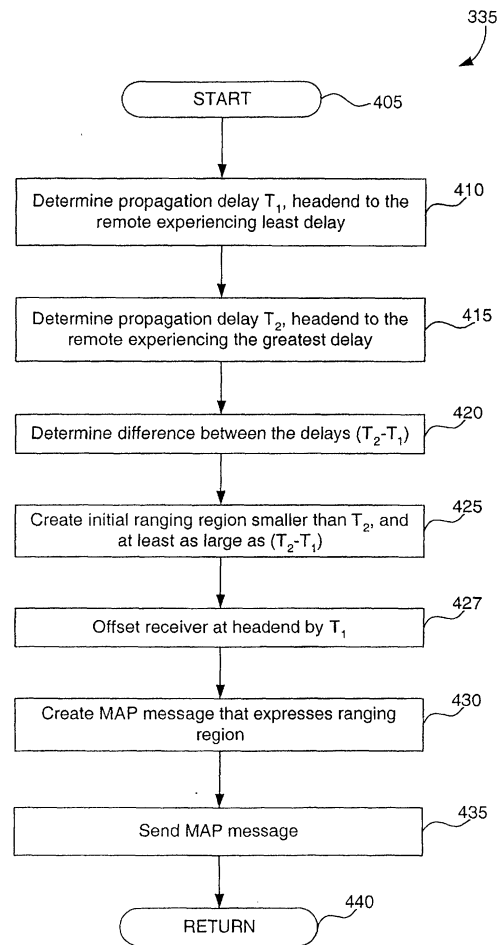 335
START
405
Determine propagation delay T1, headend to the
remote experiencing least delay
410
Determine propagation delay T2, headend to the
remote experiencing the greatest delay
415
Determine difference between the delays (T2-T1)
420
Create initial ranging region smaller than T2, and
at least as large as (T2-T1)
425
Offset receiver at headend by T1
427
Create MAP message that expresses ranging
region
430
Send MAP message
435
RETURN
440